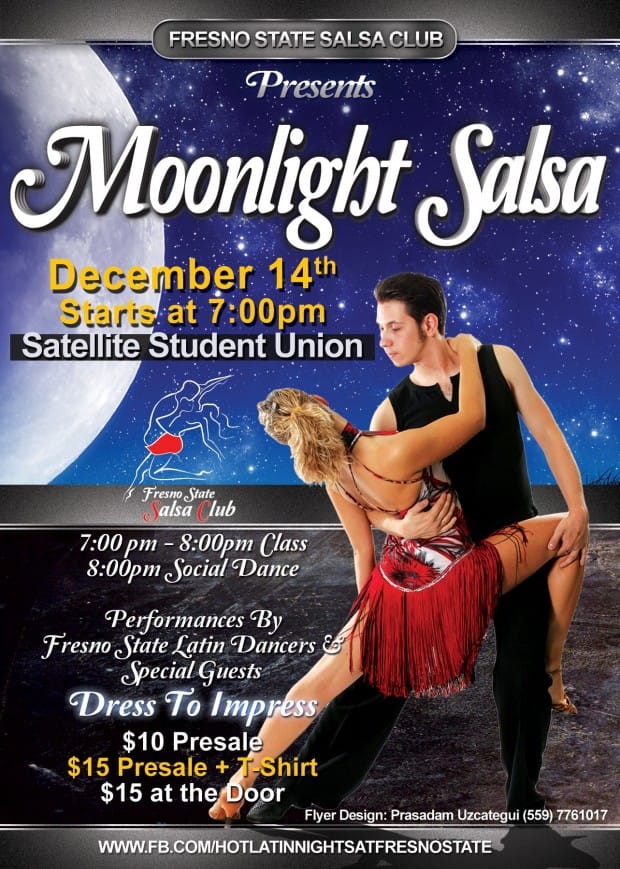 FRESNO STATE SALSA CLUB
Presents
Moonlight Salsa
December 14th
Starts at 7:00pm
Satellite Student Union
Fresno State
Salsa Club
7:00 pm - 8:00pm Class
8:00pm Social Dance
Performances By
Fresno State Latin Dancers &
Special Guests
Dress To Impress
$10 Presale
$15 Presale + T-Shirt
$15 at the Door
Flyer Design: Prasadam Uzcategui (559) 7761017
WWW.FB.COM/HOTLATINNIGHTSATFRESNOSTATE